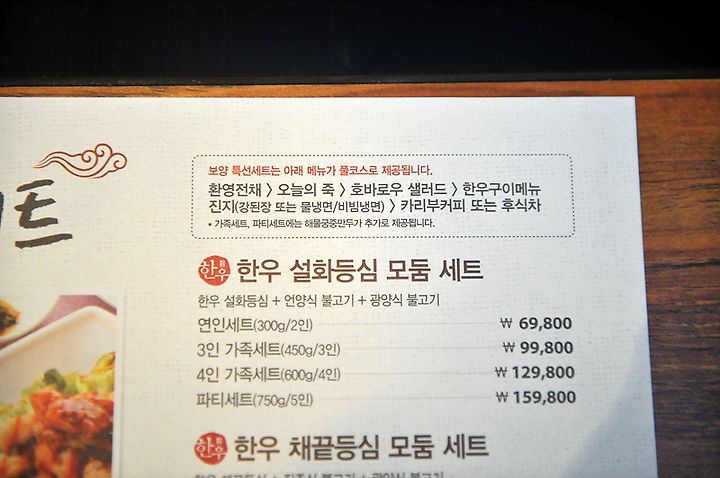 세트
보양 특선세트는 아래 메뉴가 풀코스로 제공됩니다.
환영전채 > 오늘의 죽 > 호바로우 샐러드 > 한우구이메뉴
진지(강된장 또는 물냉면/비빔냉면) > 카리부커피 또는 후식차
* 가족세트, 파티세트에는 해물궁중만두가 추가로 제공됩니다.
한우 한우 설화등심 모둠 세트
한우 설화등심 + 언양식 불고기 + 광양식 불고기
연인세트(300g/2인) ₩ 69,800
3인 가족세트(450g/3인) ₩ 99,800
4인 가족세트(600g/4인) ₩ 129,800
파티세트(750g/5인) ₩ 159,800
한우 한우 채끝등심 모둠 세트